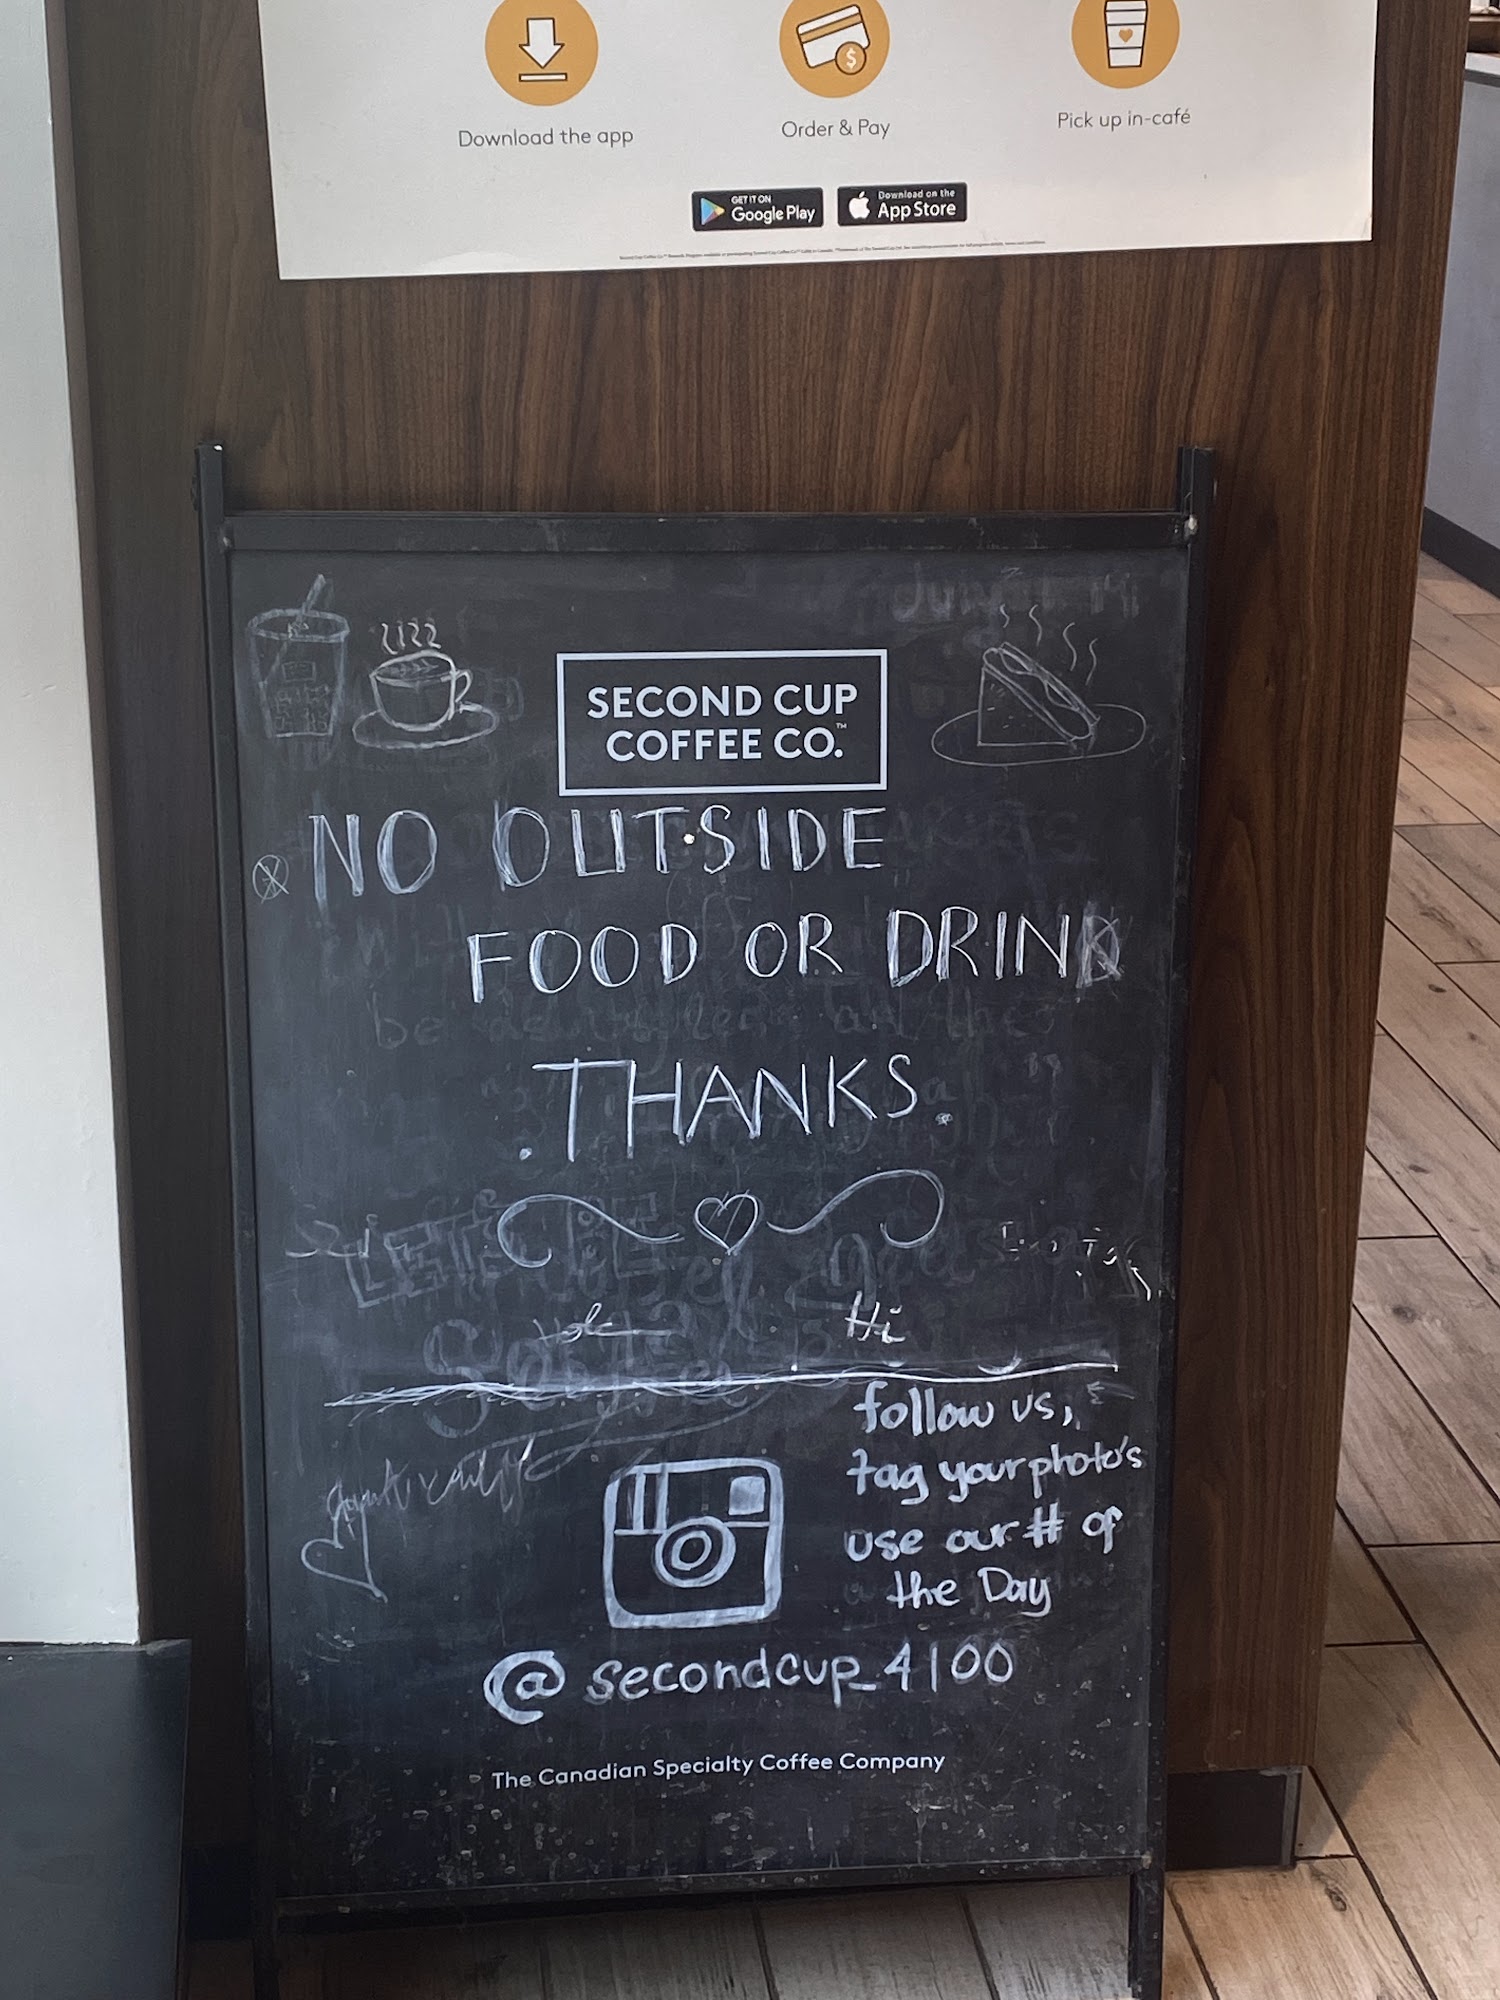 Download the app
Order & Pay
Pick up in-café
GET IT ON
Google Play
Download on the
App Store
SECOND CUP
COFFEE CO.™
NO OUTSIDE
FOOD OR DRINK
.THANKS.
Hi
follow us,
tag your photo's
use our # of
the Day
@secondcup_4100
The Canadian Specialty Coffee Company